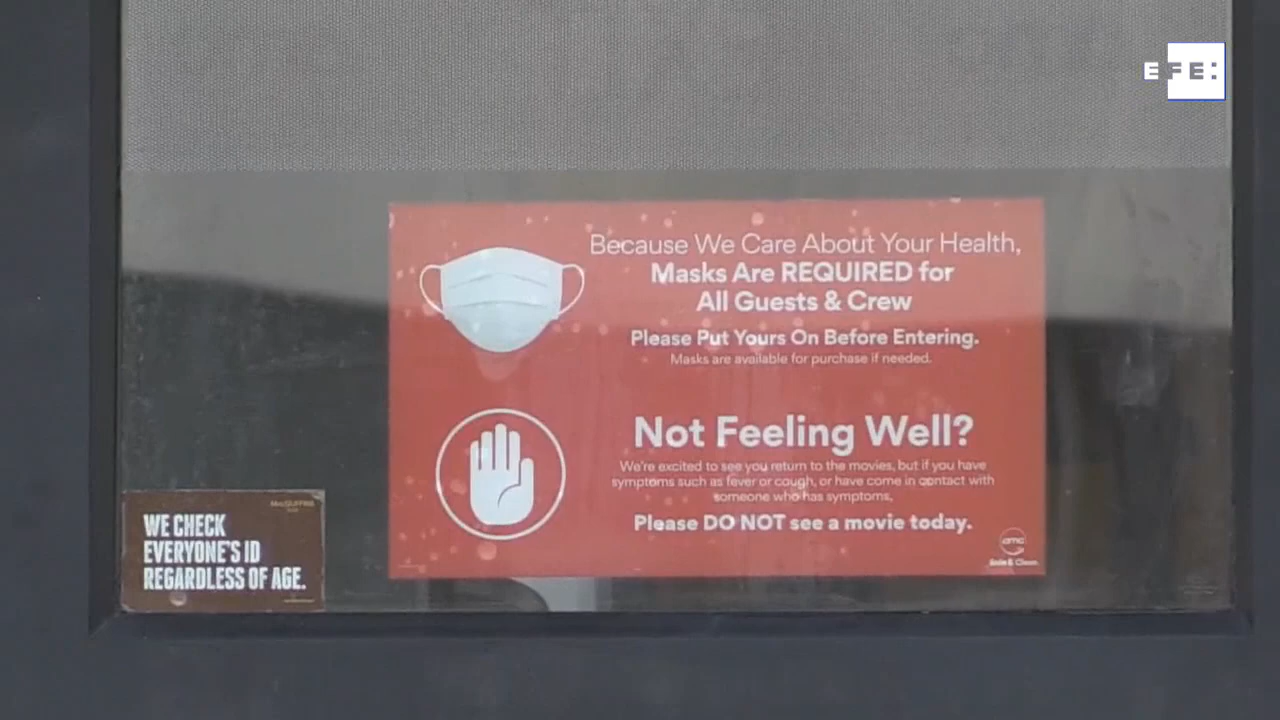 EFE:
Because We Care About Your Health,
Masks Are REQUIRED for
All Guests & Crew
Please Put Yours On Before Entering.
Masks are available for purchase if needed.
Not Feeling Well?
We're excited to see you return to the movies, but if you have
symptoms such as fever or cough, or have come in contact with
someone who has symptoms,
Please DO NOT see a movie today.
amc
Safe & Clean
WE CHECK
EVERYONE'S ID
REGARDLESS OF AGE.